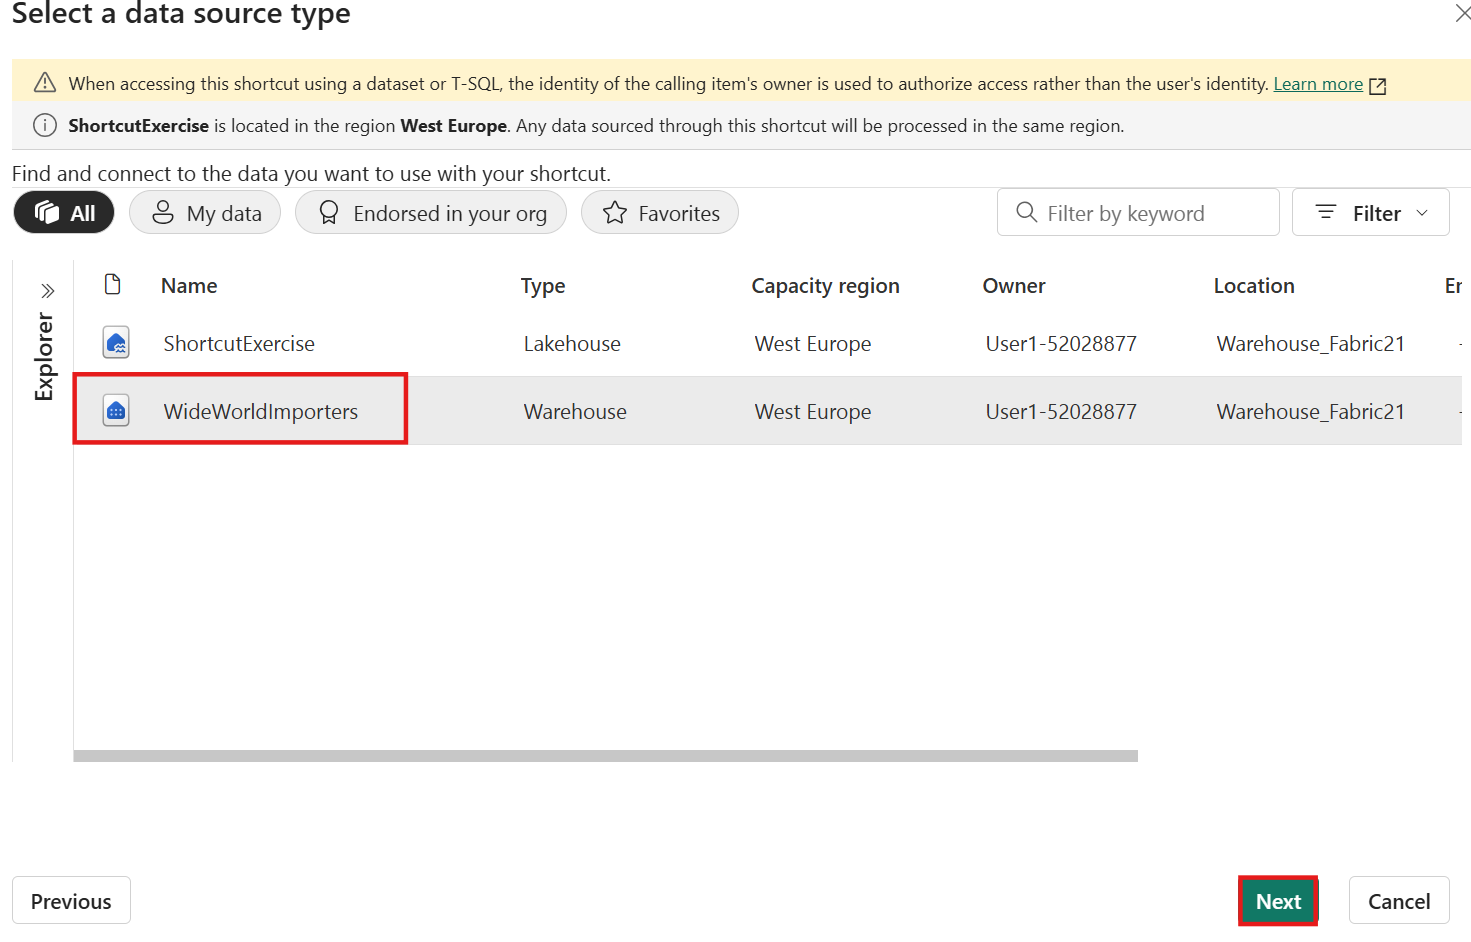 Select a data source type
When accessing this shortcut using a dataset or T-SQL, the identity of the calling item's owner is used to authorize access rather than the user's identity. Learn more
ShortcutExercise is located in the region West Europe. Any data sourced through this shortcut will be processed in the same region.
Find and connect to the data you want to use with your shortcut.
All My data Endorsed in your org Favorites Filter by keyword Filter
Explorer
Name Type Capacity region Owner Location Er
ShortcutExercise Lakehouse West Europe User1-52028877 Warehouse_Fabric21
WideWorldImporters Warehouse West Europe User1-52028877 Warehouse_Fabric21
Previous Next Cancel